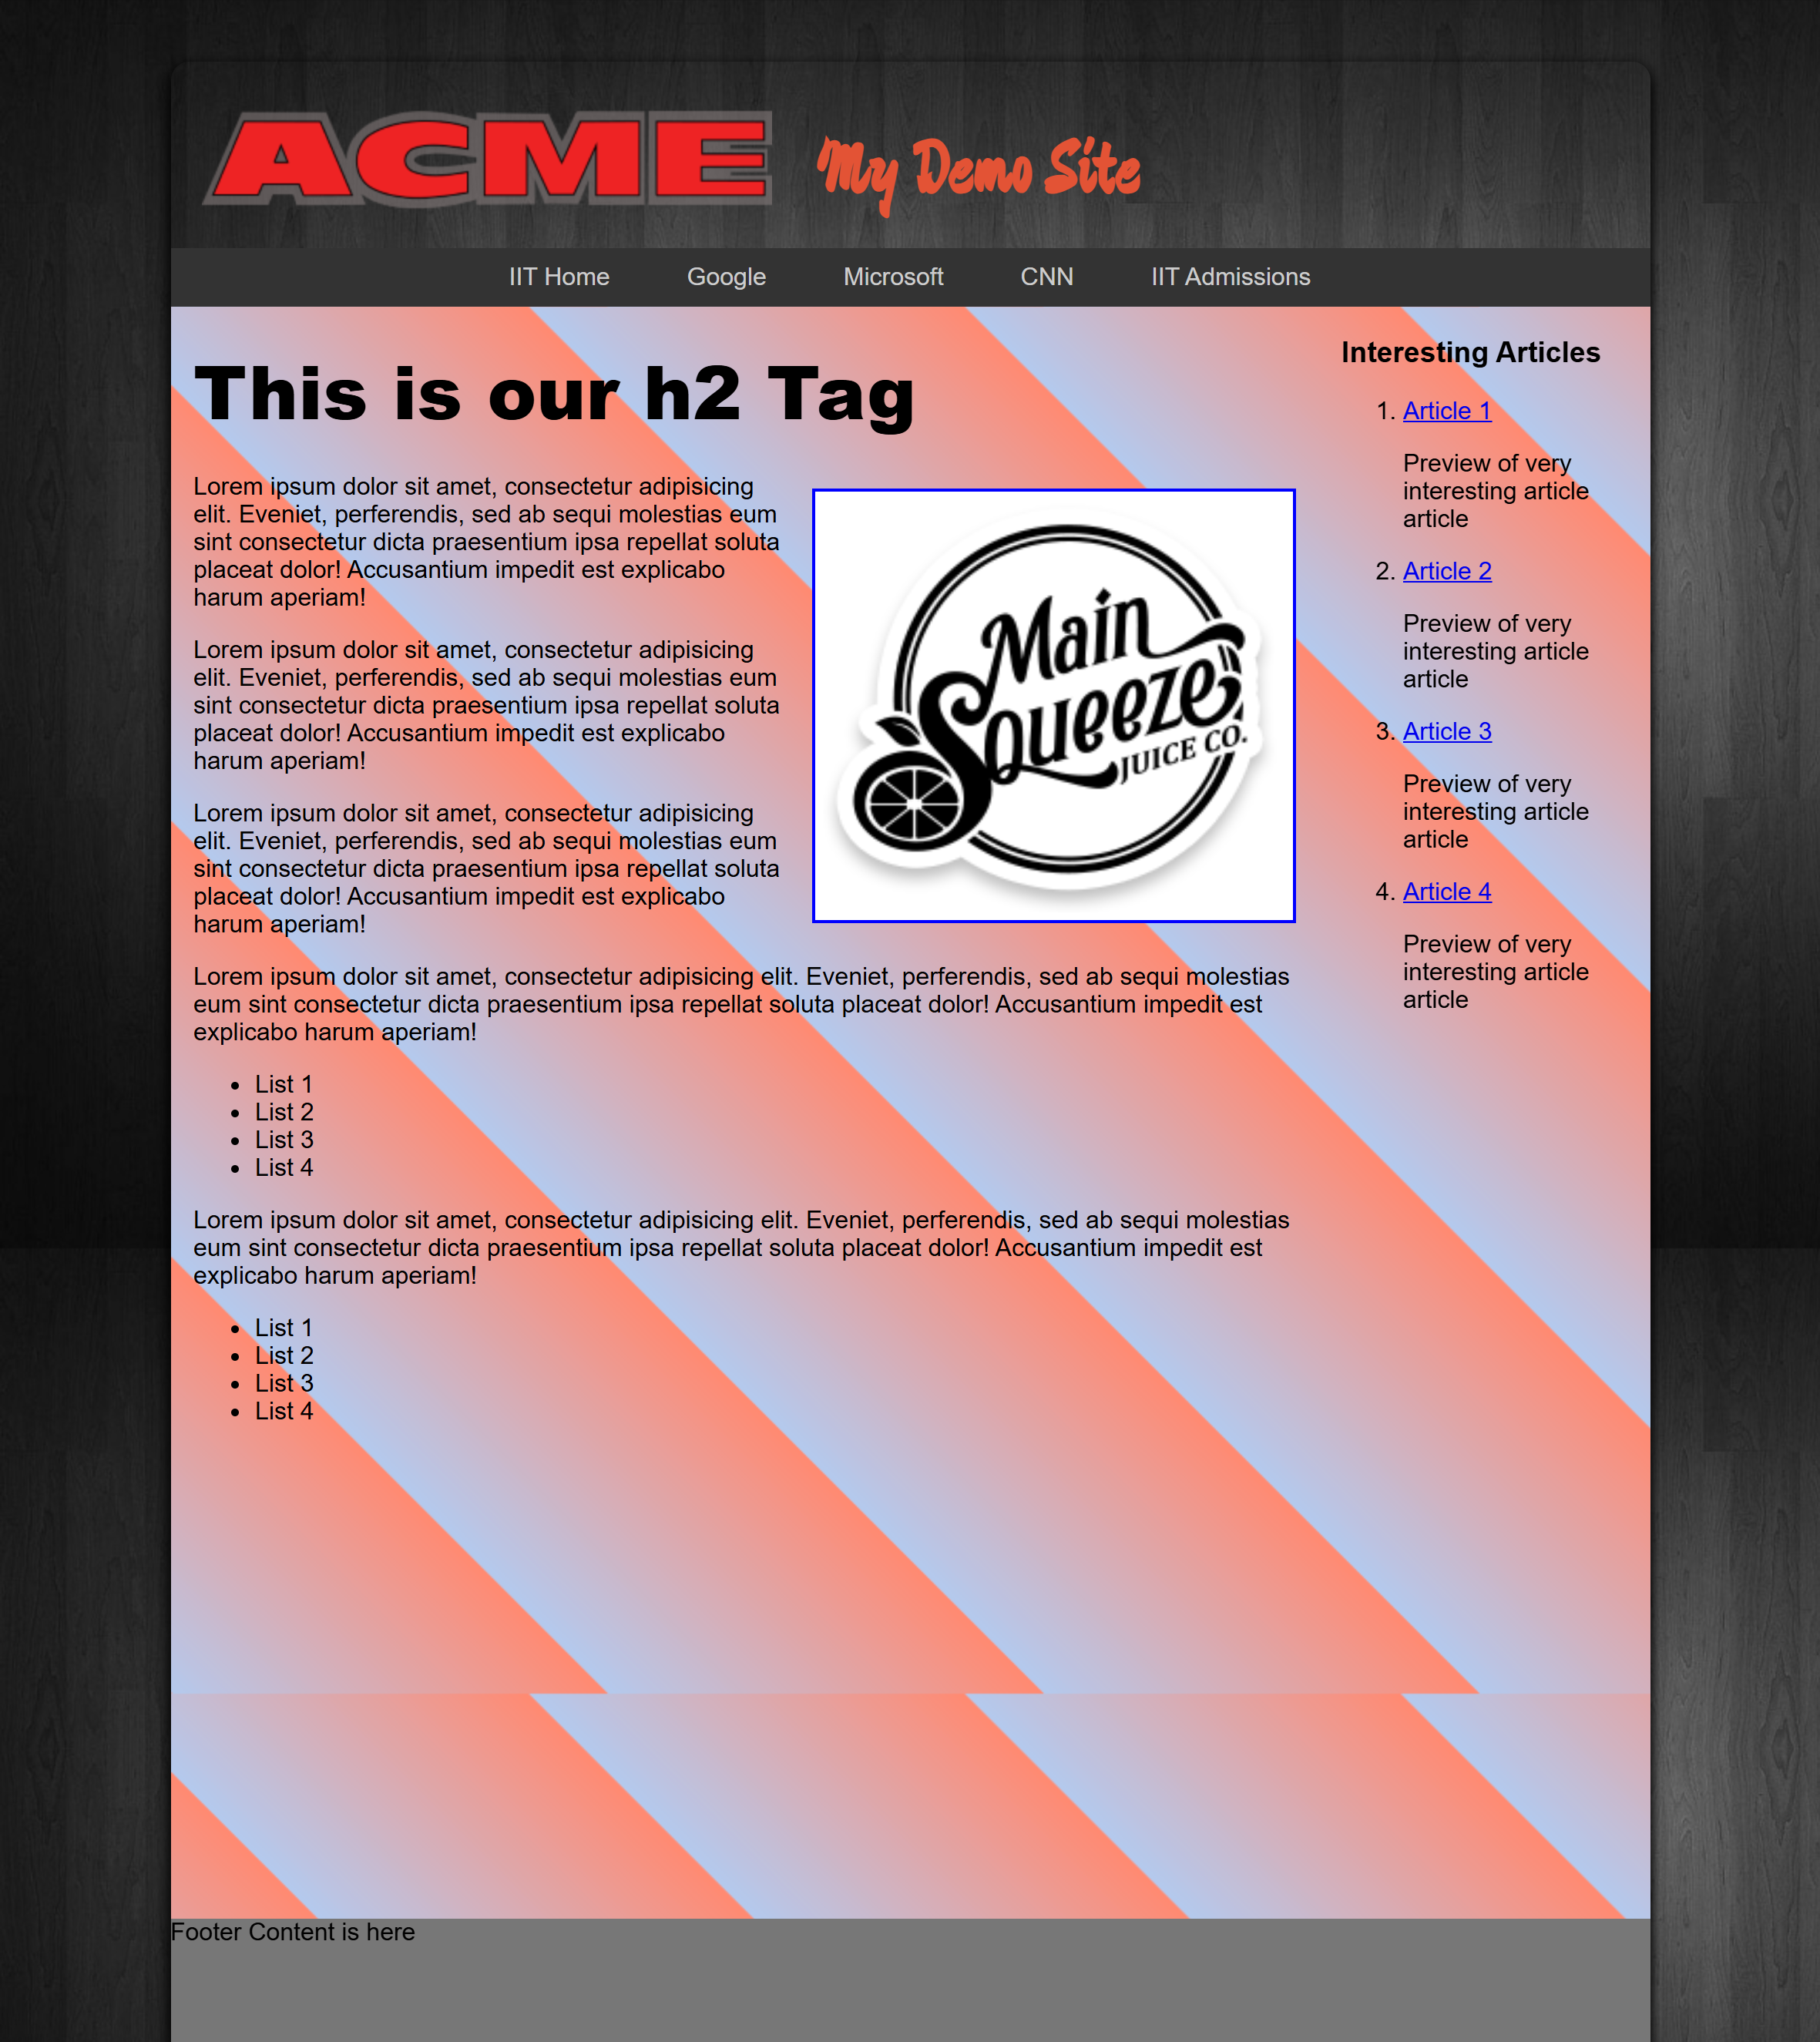 ACME
My Demo Site
IIT Home Google Microsoft CNN IIT Admissions
This is our h2 Tag
Lorem ipsum dolor sit amet, consectetur adipisicing
elit. Eveniet, perferendis, sed ab sequi molestias eum
sint consectetur dicta praesentium ipsa repellat soluta
placeat dolor! Accusantium impedit est explicabo
harum aperiam!
Lorem ipsum dolor sit amet, consectetur adipisicing
elit. Eveniet, perferendis, sed ab sequi molestias eum
sint consectetur dicta praesentium ipsa repellat soluta
placeat dolor! Accusantium impedit est explicabo
harum aperiam!
Lorem ipsum dolor sit amet, consectetur adipisicing
elit. Eveniet, perferendis, sed ab sequi molestias eum
sint consectetur dicta praesentium ipsa repellat soluta
placeat dolor! Accusantium impedit est explicabo
harum aperiam!
Main
Squeeze
JUICE CO.
Lorem ipsum dolor sit amet, consectetur adipisicing elit. Eveniet, perferendis, sed ab sequi molestias
eum sint consectetur dicta praesentium ipsa repellat soluta placeat dolor! Accusantium impedit est
explicabo harum aperiam!
• List 1
• List 2
• List 3
• List 4
Lorem ipsum dolor sit amet, consectetur adipisicing elit. Eveniet, perferendis, sed ab sequi molestias
eum sint consectetur dicta praesentium ipsa repellat soluta placeat dolor! Accusantium impedit est
explicabo harum aperiam!
• List 1
• List 2
• List 3
• List 4
Interesting Articles
1. Article 1
Preview of very
interesting article
article
2. Article 2
Preview of very
interesting article
article
3. Article 3
Preview of very
interesting article
article
4. Article 4
Preview of very
interesting article
article
Footer Content is here